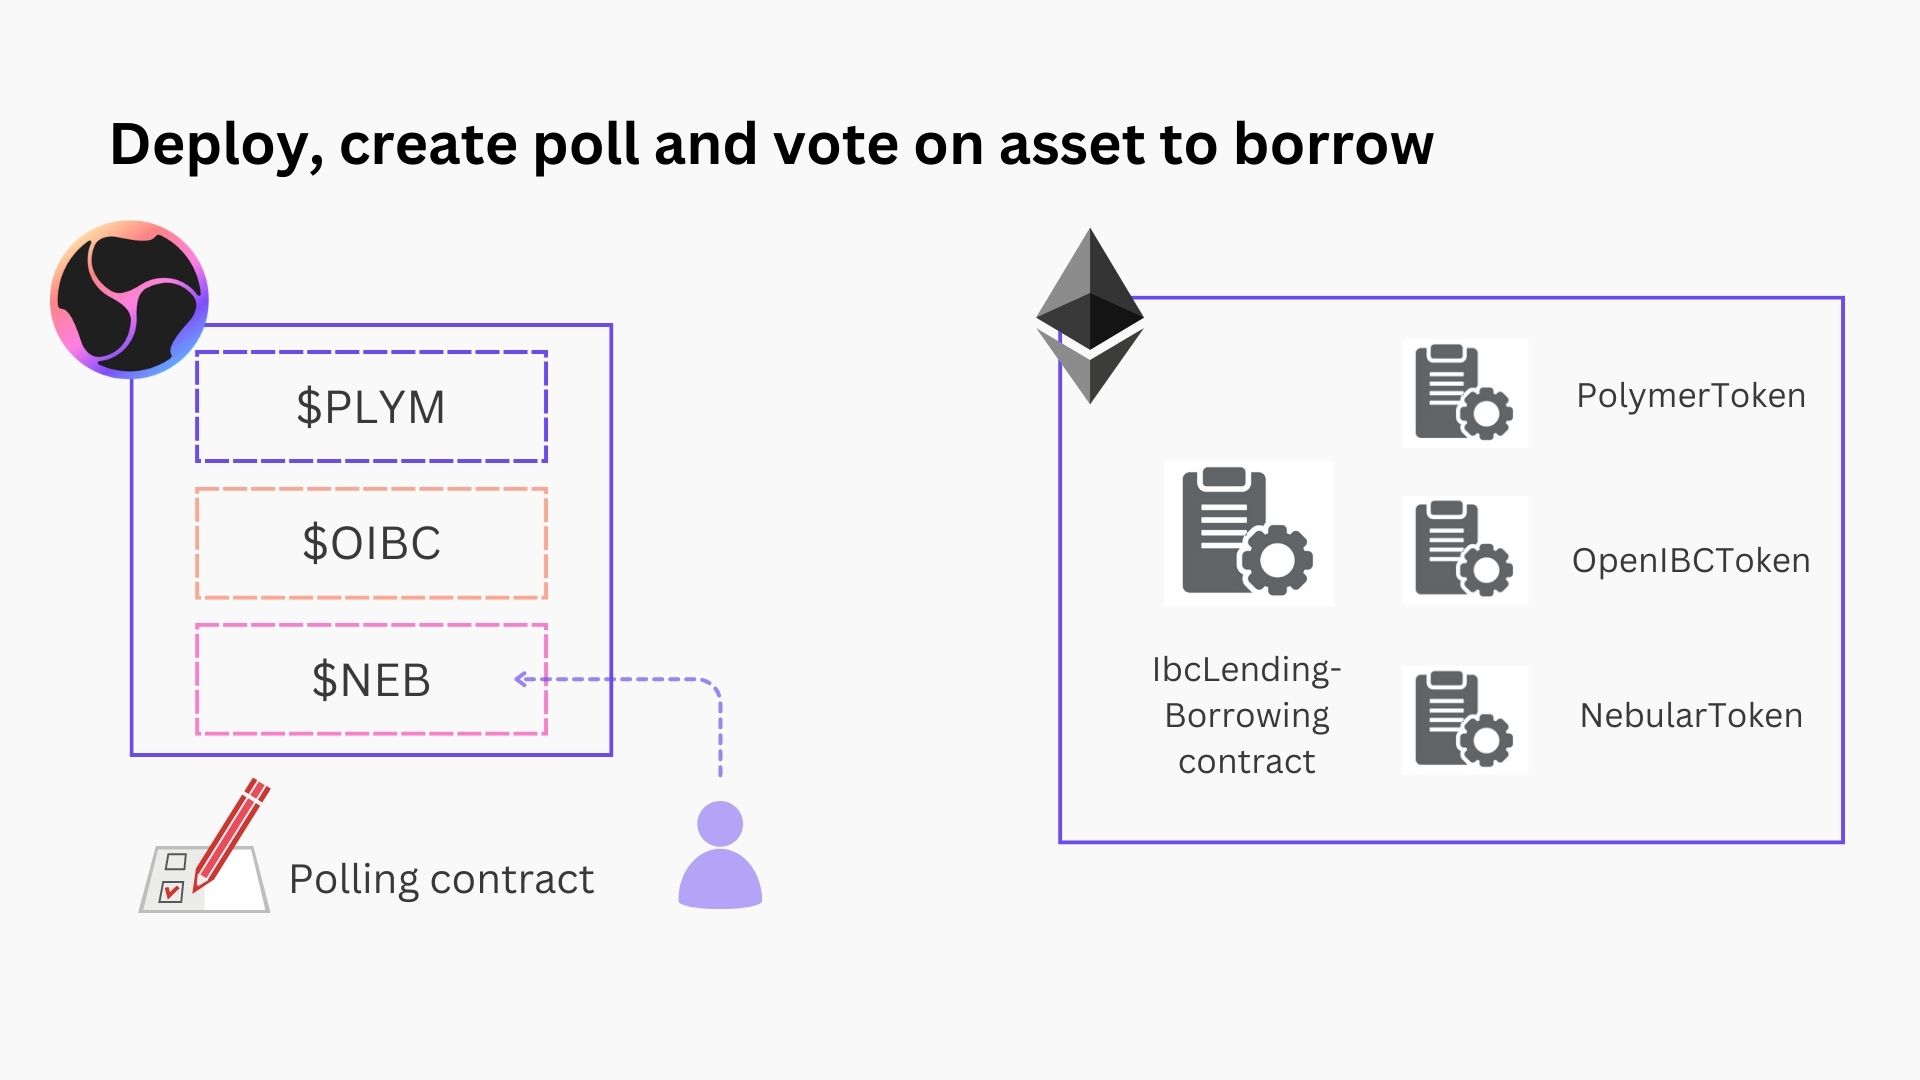 Deploy, create poll and vote on asset to borrow
$PLYM
$OIBC
$NEB
Polling contract
IbcLending-
Borrowing
contract
PolymerToken
OpenIBCToken
NebularToken